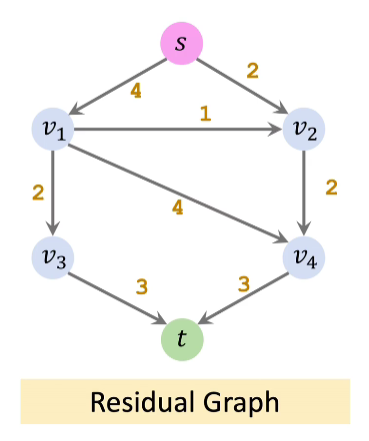 s
4
2
v₁
1
v₂
2
4
2
v₃
v₄
3
3
t
Residual Graph